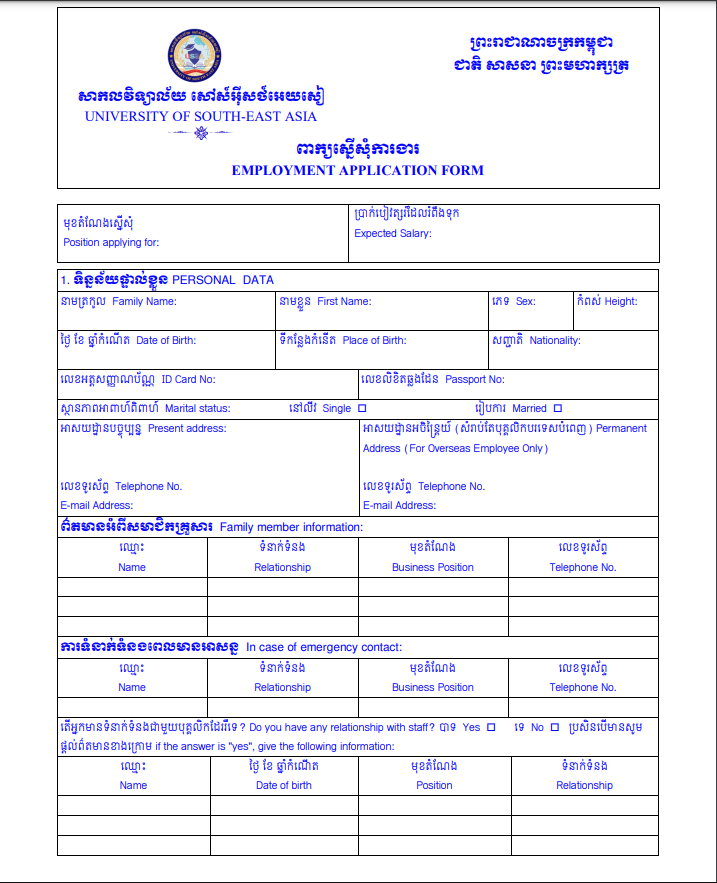 ព្រះរាជាណាចក្រកម្ពុជា
ជាតិ សាសនា ព្រះមហាក្សត្រ
សាកលវិទ្យាល័យ សៅស៍អ៊ីសថ៍អេយសៀ
UNIVERSITY OF SOUTH-EAST ASIA
ពាក្យស្នើសុំការងារ
EMPLOYMENT APPLICATION FORM
មុខតំណែងស្នើសុំ
Position applying for:
ប្រាក់បៀវត្សរ៍ដែលរំពឹងទុក
Expected Salary:
1. ទិន្នន័យផ្ទាល់ខ្លួន PERSONAL DATA
នាមត្រកូល Family Name: នាមខ្លួន First Name: ភេទ Sex: កំពស់ Height:
ថ្ងៃ ខែ ឆ្នាំកំណើត Date of Birth: ទីកន្លែងកំនើត Place of Birth: សញ្ជាតិ Nationality:
លេខអត្តសញ្ញាណប័ណ្ណ ID Card No: លេខលិខិតឆ្លងដែន Passport No:
ស្ថានភាពអាពាហ៍ពិពាហ៍ Marital status: នៅលីវ Single ☐ រៀបការ Married ☐
អាសយដ្ឋានបច្ចុប្បន្ន Present address:
លេខទូរស័ព្ទ Telephone No.
E-mail Address:
អាសយដ្ឋានអចិន្ត្រៃយ៍ (សំរាប់តែបុគ្គលិកបរទេសបំពេញ) Permanent
Address (For Overseas Employee Only)
លេខទូរស័ព្ទ Telephone No.
E-mail Address:
ព័ត៌មានអំពីសមាជិកគ្រួសារ Family member information:
ឈ្មោះ ទំនាក់ទំនង មុខតំណែង លេខទូរស័ព្ទ
Name Relationship Business Position Telephone No.
ការទំនាក់ទំនងពេលមានអាសន្ន In case of emergency contact:
ឈ្មោះ ទំនាក់ទំនង មុខតំណែង លេខទូរស័ព្ទ
Name Relationship Business Position Telephone No.
តើអ្នកមានទំនាក់ទំនងជាមួយបុគ្គលិកដែររឺទេ? Do you have any relationship with staff? បាទ Yes ☐ ទេ No ☐ ប្រសិនបើមានសូម
ផ្តល់ព័ត៌មានខាងក្រោម if the answer is "yes", give the following information:
ឈ្មោះ ថ្ងៃ ខែ ឆ្នាំកំណើត មុខតំណែង ទំនាក់ទំនង
Name Date of birth Position Relationship